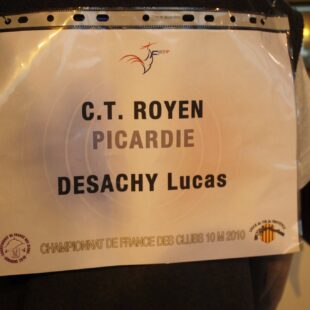 C.T. ROYEN
PICARDIE
DESACHY Lucas
CHAMPIONNAT DE FRANCE DES CLUBS 10 M 2010